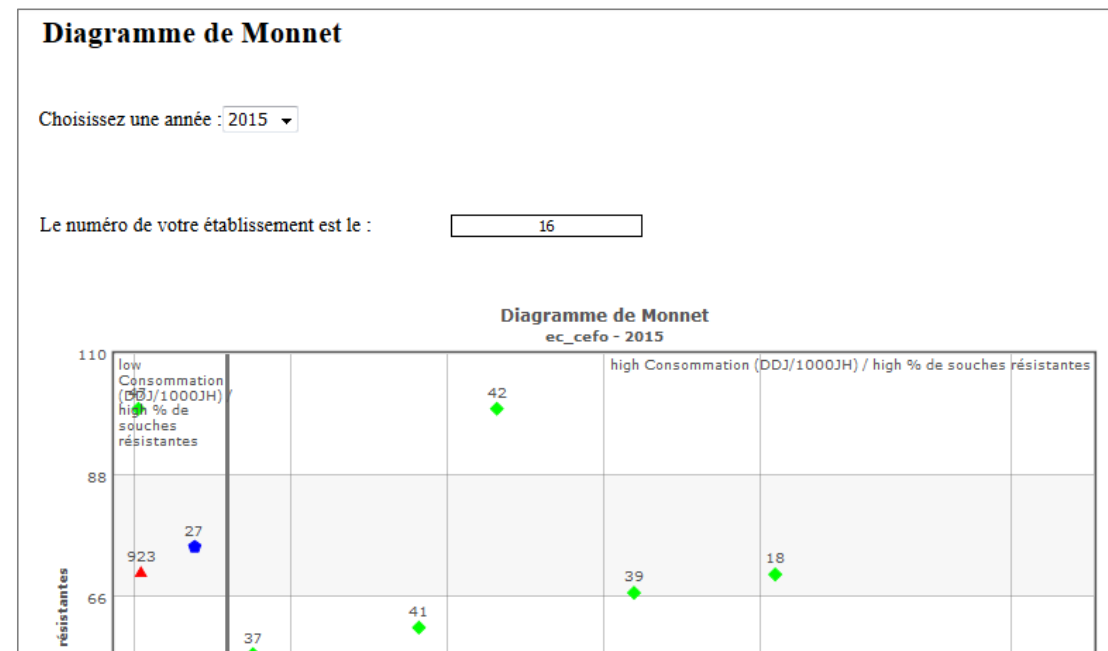 Diagramme de Monnet
Choisissez une année : 2015
Le numéro de votre établissement est le : 16
Diagramme de Monnet
ec_cefo - 2015
110
low
Consommation
(DDJ/1000JH) /
high % de
souches
résistantes
high Consommation (DDJ/1000JH) / high % de souches résistantes
47
42
88
27
923
18
39
66
41
37
résistantes